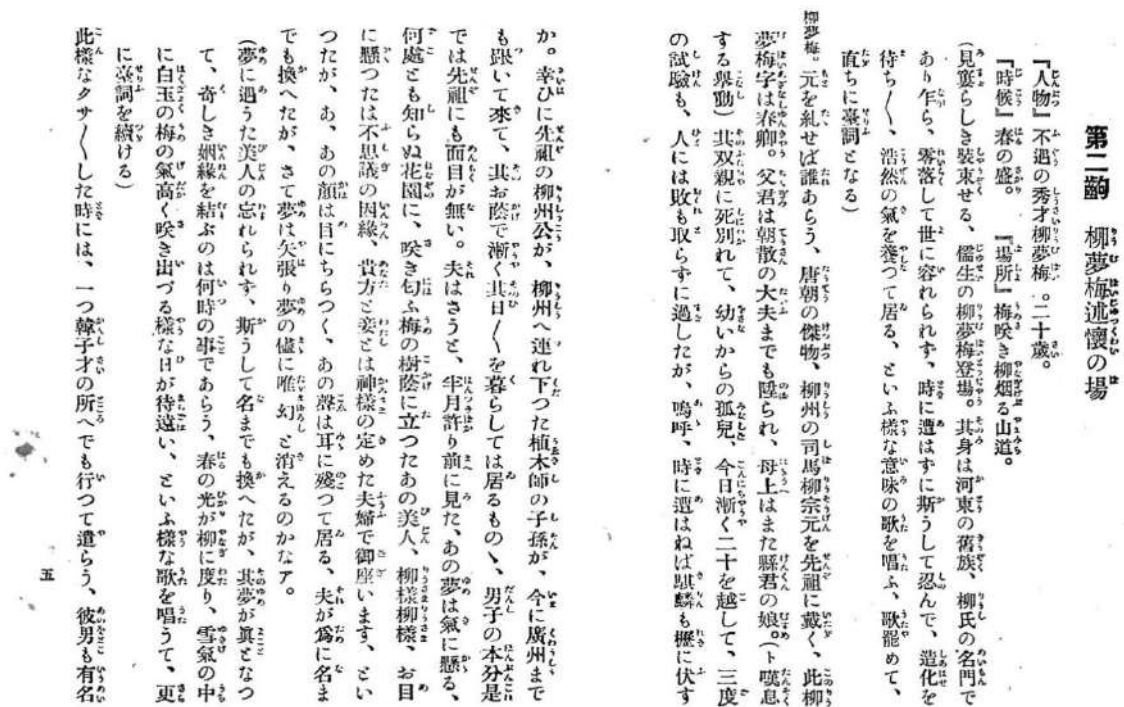 第二齣　柳夢梅述懷の場
『人物』不遇の秀才柳夢梅。二十歳。
『時候』春の盛。　『場所』梅咲き柳烟る山道。
(見窶らしき裝束せる、儒生の柳夢梅登場。其身は河東の舊族、柳氏の名門で
あり乍ら、零落して世に容れられず、時に遭はずに斯うして忍んで、造化を
待ち〱、浩然の氣を養つて居る、といふ樣な意味の歌を唱ふ、歌罷めて、
直ちに臺詞となる)
柳夢梅。元を糺せば誰あらう、唐朝の傑物、柳州の司馬柳宗元を先祖に戴く、此柳
夢梅字は春卿。父君は朝散の大夫までも陞られ、母上はまた縣君の娘。(ト嘆息
する擧動)其双親に死別れて、幼いからの孤兒、今日漸く二十を越して、三度
の試驗も、人には敗も取らずに過したが、嗚呼、時に遭はねば騏驎も櫪に伏す
か。幸ひに先祖の柳州公が、柳州へ連れ下つた植木師の子孫が、今に廣州まで
も跟いて來て、其お蔭で漸く其日〱を暮らしては居るものゝ、男子の本分是
では先祖にも面目が無い。夫はさうと、半月許り前に見た、あの夢は氣に懸る、
何處とも知らぬ花園に、咲き匂ふ梅の樹蔭に立つたあの美人、柳樣柳樣、お目
に懸つたは不思議の因緣、貴方と妾とは神樣の定めた夫婦で御座います、とい
つたが、あ、あの顏は目にちらつく、あの聲は耳に殘つて居る、夫が爲に名ま
でも換へたが、さて夢は矢張り夢の儘に唯幻と消えるのかなア。
(夢に遇うた美人の忘れられず、斯うして名までも換へたが、其夢が眞となつ
て、奇しき姻緣を結ぶのは何時の事であらう、春の光が柳に度り、雪氣の中
に白玉の梅の氣高く咲き出づる樣な日が待遠い、といふ樣な歌を唱うて、更
に臺詞を續ける)
此樣なクサ〱した時には、一つ韓子才の所へでも行つて遣らう、彼男も有名
五